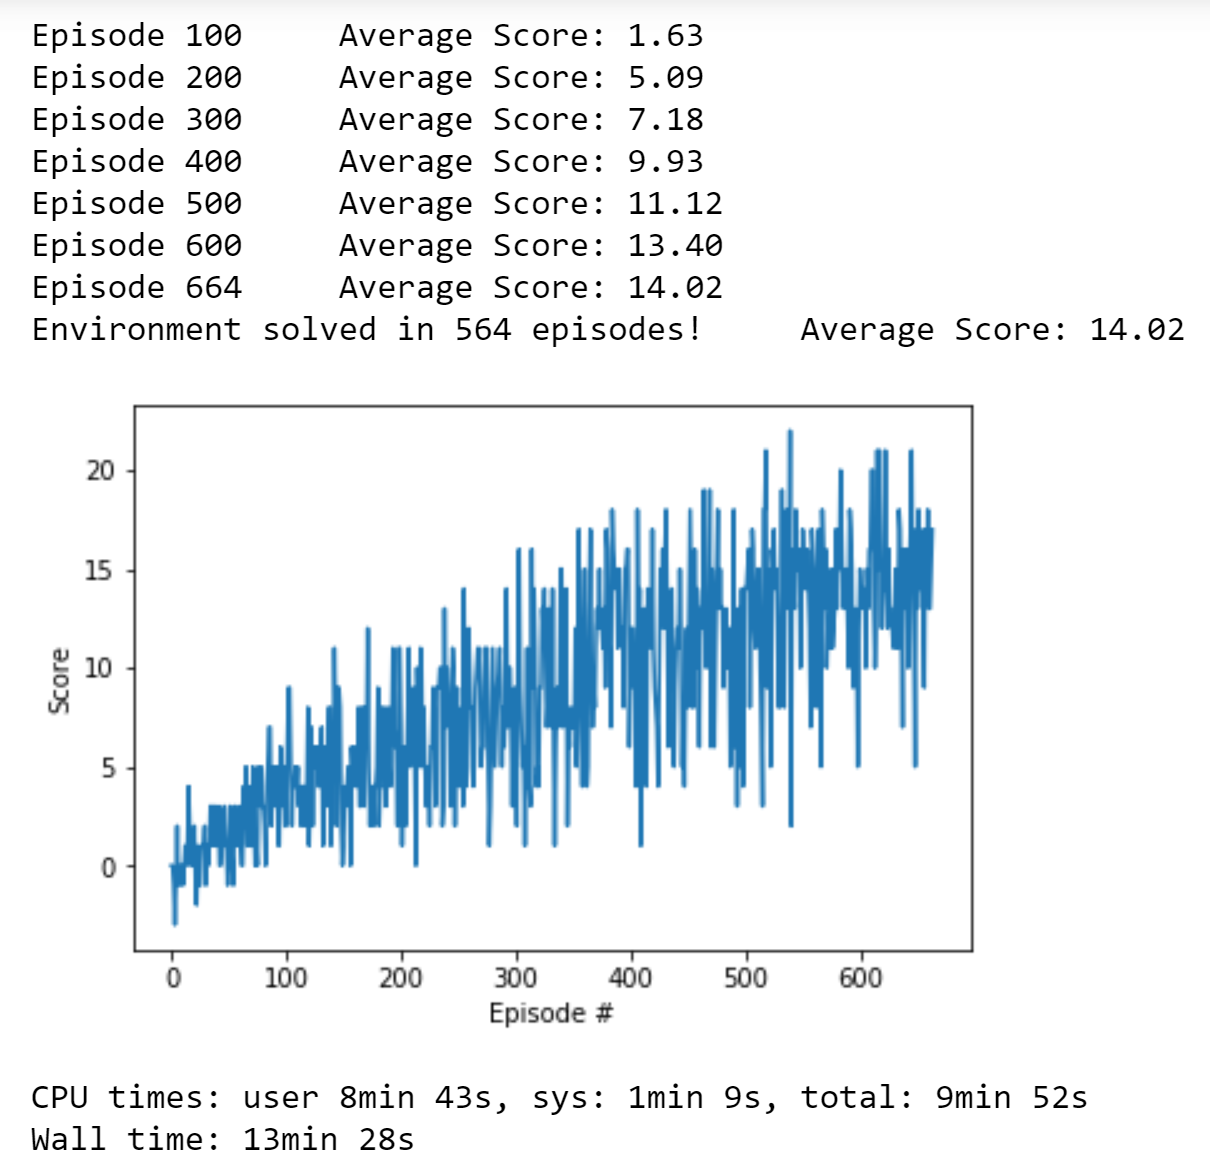 Episode 100     Average Score: 1.63
Episode 200     Average Score: 5.09
Episode 300     Average Score: 7.18
Episode 400     Average Score: 9.93
Episode 500     Average Score: 11.12
Episode 600     Average Score: 13.40
Episode 664     Average Score: 14.02
Environment solved in 564 episodes!     Average Score: 14.02
20
15
10
5
0
Score
0 100 200 300 400 500 600
Episode #
CPU times: user 8min 43s, sys: 1min 9s, total: 9min 52s
Wall time: 13min 28s